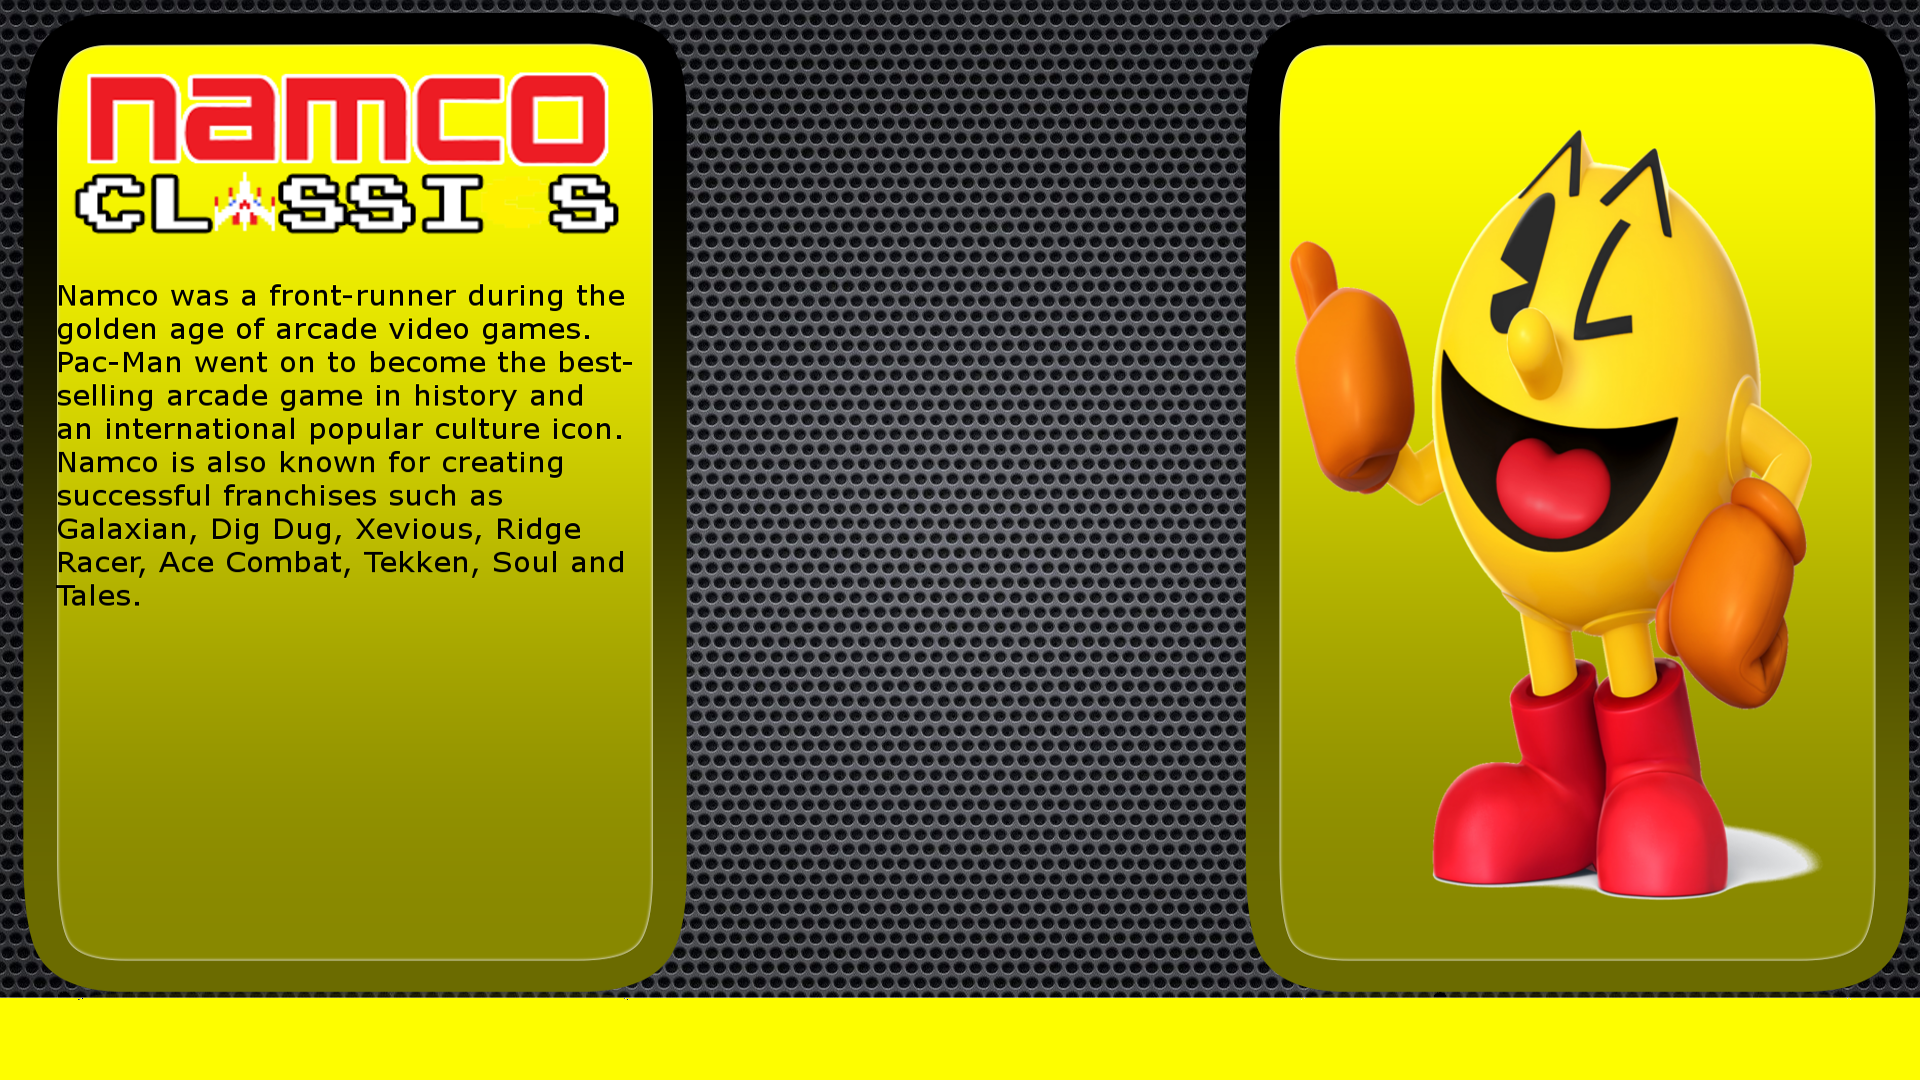 namco
CLASSICS
Namco was a front-runner during the
golden age of arcade video games.
Pac-Man went on to become the best-
selling arcade game in history and
an international popular culture icon.
Namco is also known for creating
successful franchises such as
Galaxian, Dig Dug, Xevious, Ridge
Racer, Ace Combat, Tekken, Soul and
Tales.